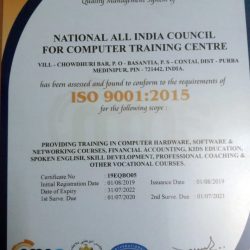 Quality Management System of
NATIONAL ALL INDIA COUNCIL
FOR COMPUTER TRAINING CENTRE
VILL - CHOWDHURI BAR, P. O - BASANTIA, P. S - CONTAI, DIST - PURBA
MEDINIPUR, PIN - 721442, INDIA.
has been assessed and found to conform to the requirements of
ISO 9001:2015
for the following scope :
PROVIDING TRAINING IN COMPUTER HARDWARE, SOFTWARE &
NETWORKING COURSES, FINANCIAL ACCOUNTING, KIDS EDUCATION,
SPOKEN ENGLISH, SKILL DEVELOPMENT, PROFESSIONAL COACHING &
OTHER VOCATIONAL COURSES.
Certificate No : 19EQBO05
Initial Registration Date : 01/08/2019 Issuance Date : 01/08/2019
Date of Expiry : 31/07/2022
1st Surve. Due : 01/07/2020 2nd Surve. Due : 01/07/2021